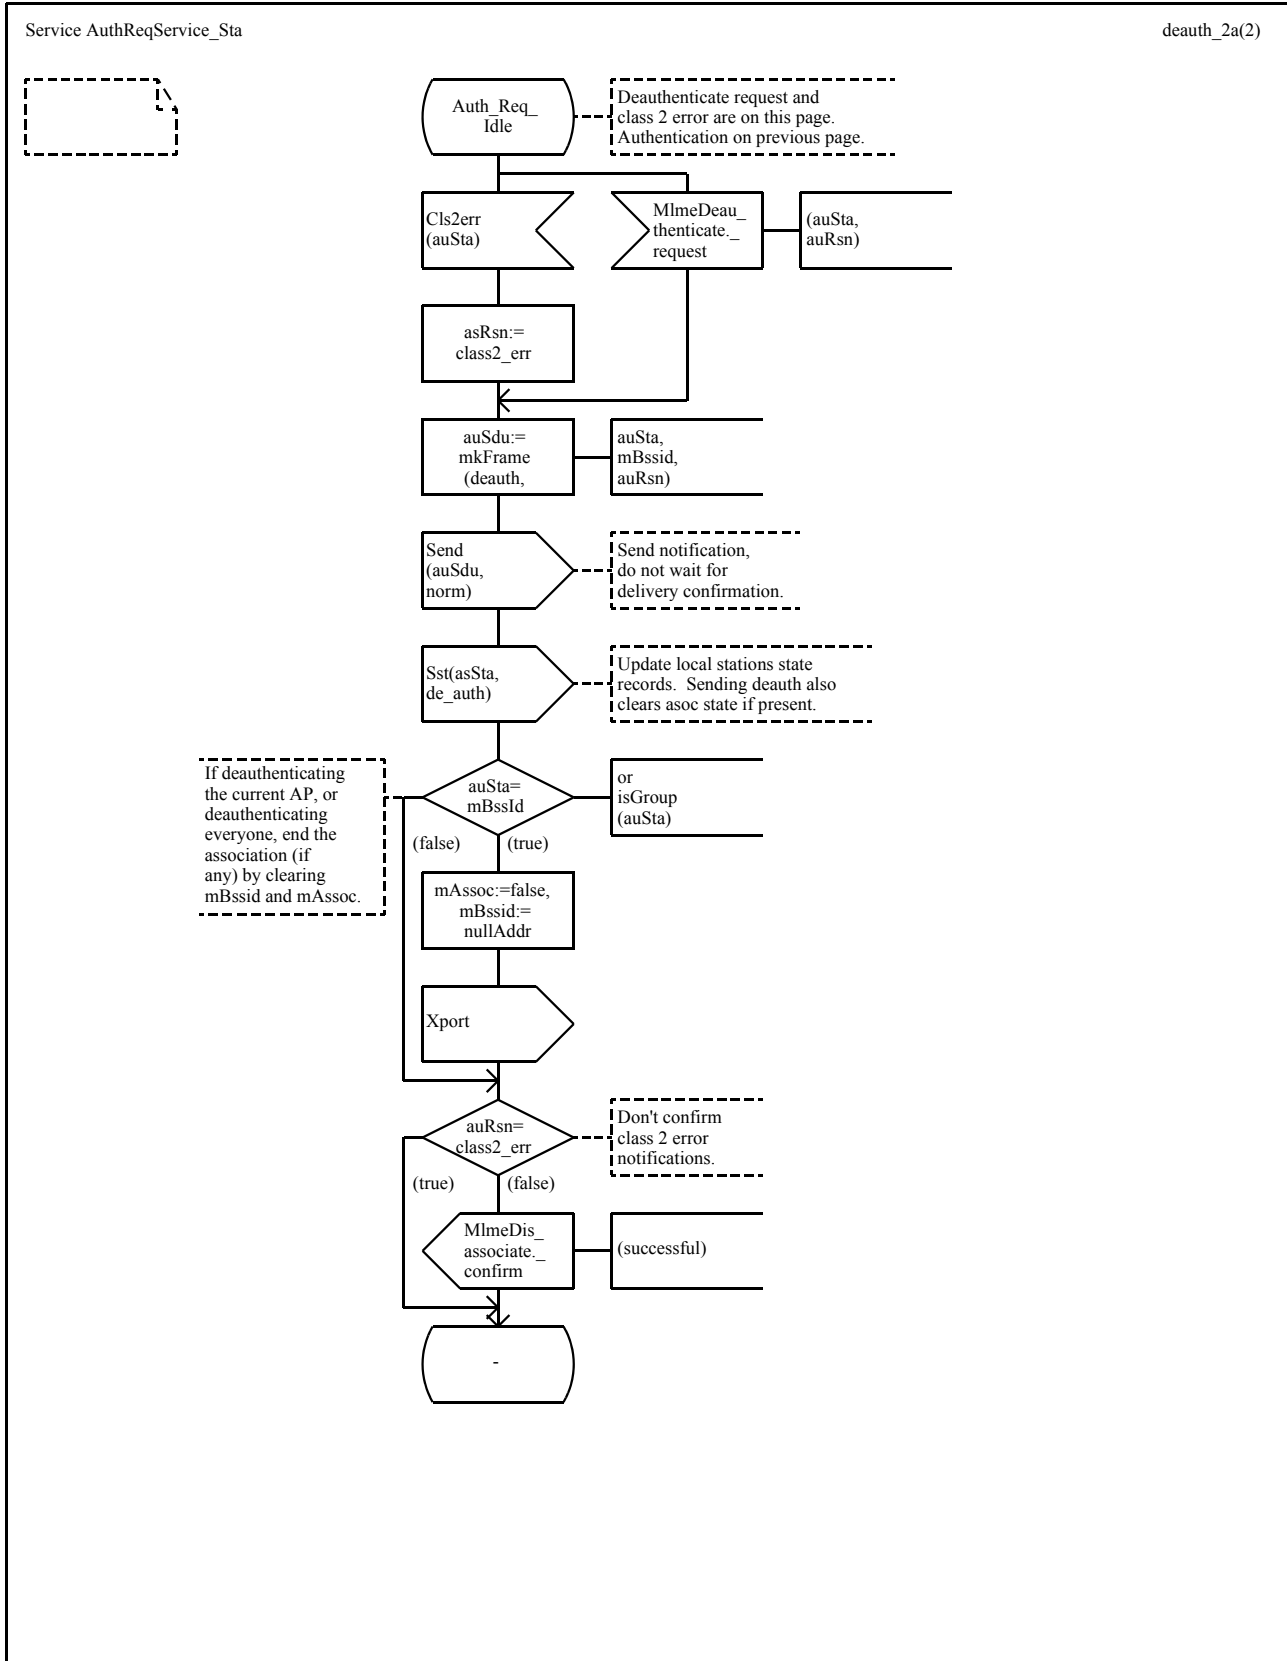 Service AuthReqService_Sta
deauth_2a(2)
Auth_Req_
Idle
Deauthenticate request and
class 2 error are on this page.
Authentication on previous page.
Cls2err
(auSta)
MlmeDeau_
thenticate._
request
(auSta,
auRsn)
asRsn:=
class2_err
auSdu:=
mkFrame
(deauth,
auSta,
mBssid,
auRsn)
Send
(auSdu,
norm)
Send notification,
do not wait for
delivery confirmation.
Sst(asSta,
de_auth)
Update local stations state
records.  Sending deauth also
clears asoc state if present.
If deauthenticating
the current AP, or
deauthenticating
everyone, end the
association (if
any) by clearing
mBssid and mAssoc.
auSta=
mBssId
or
isGroup
(auSta)
(false)
(true)
mAssoc:=false,
mBssid:=
nullAddr
Xport
auRsn=
class2_err
Don't confirm
class 2 error
notifications.
(true)
(false)
MlmeDis_
associate._
confirm
(successful)
-